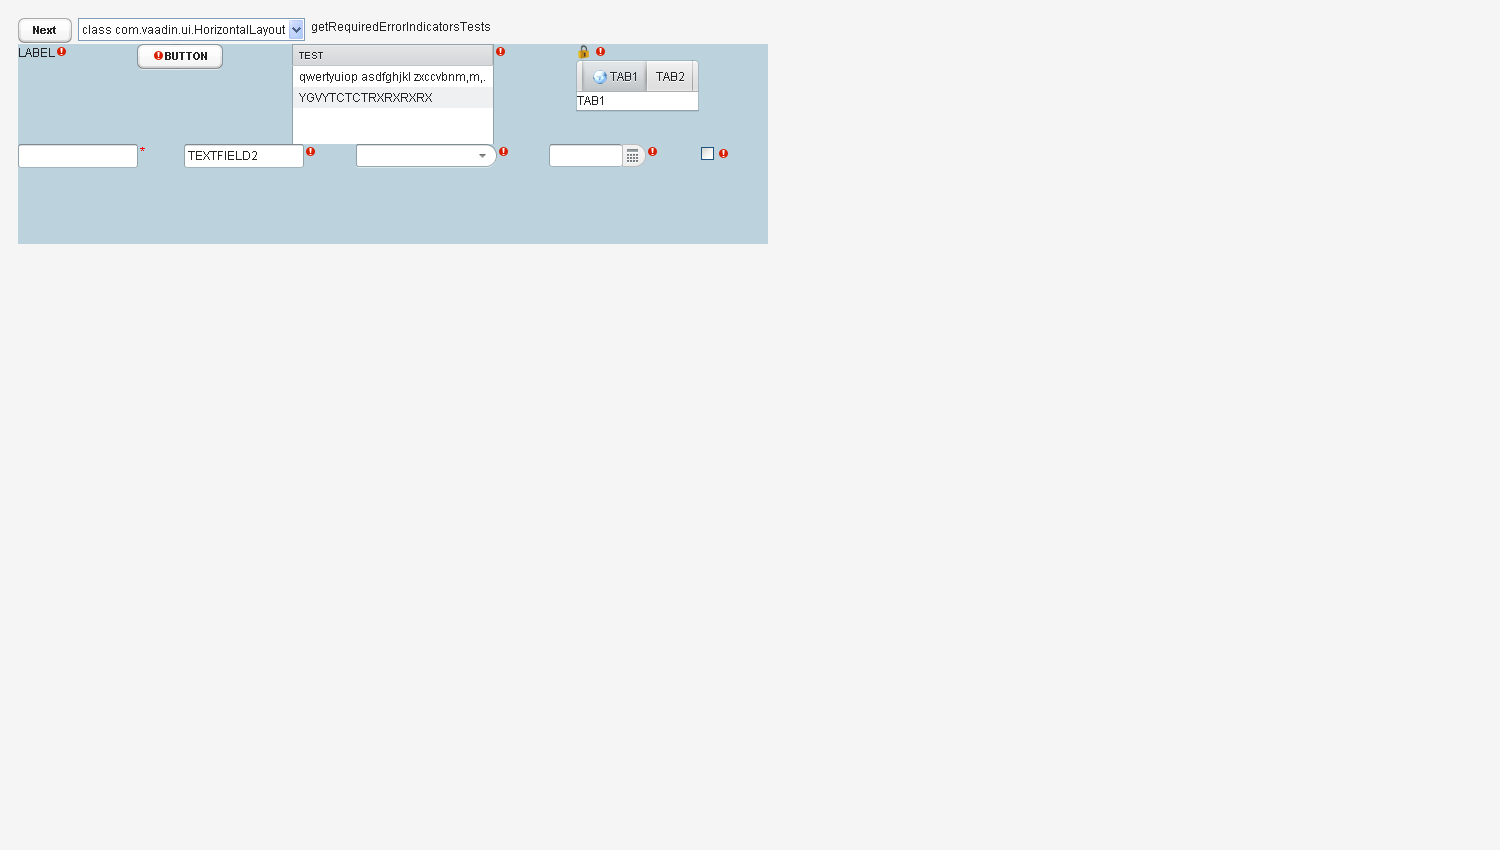 Next
class com.vaadin.ui.HorizontalLayout
getRequiredErrorIndicatorsTests
LABEL
BUTTON
TEST
qwertyuiop asdfghjkl zxccvbnm,m,.
YGVYTCTCTRXRXRXRX
TAB1
TAB2
TAB1
*
TEXTFIELD2